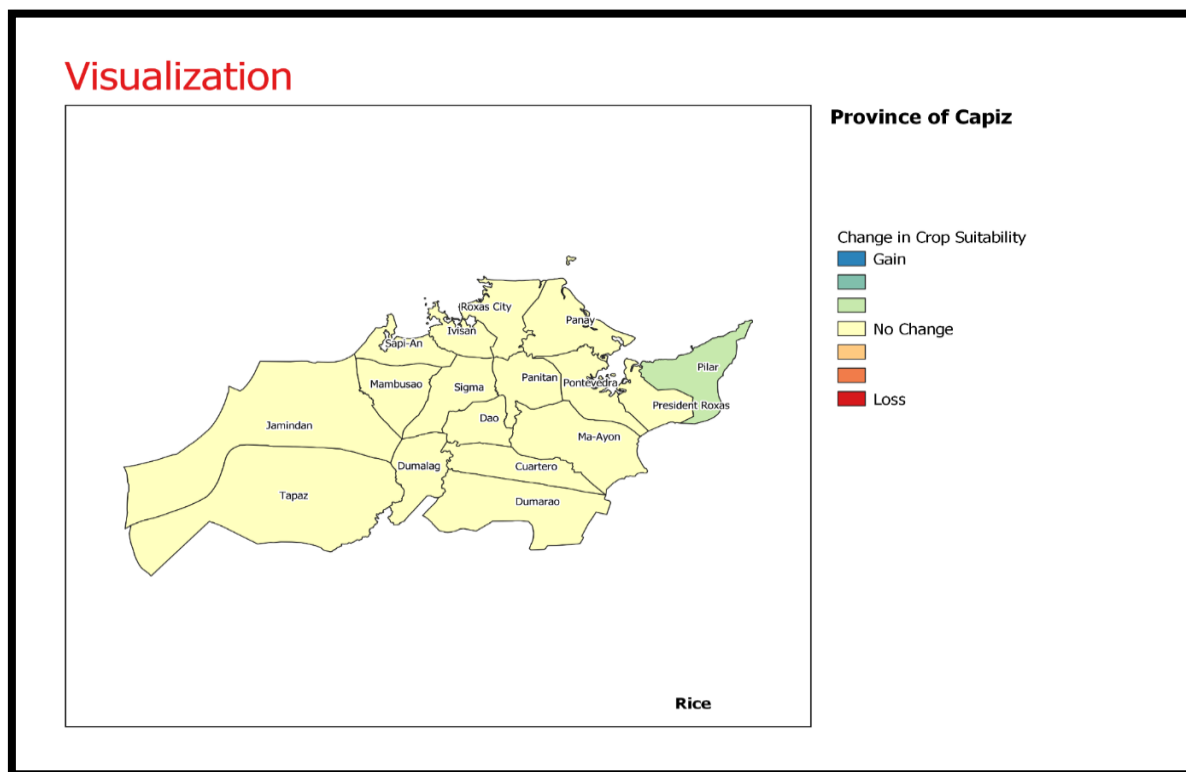 Visualization
Province of Capiz
Change in Crop Suitability
Gain
No Change
Loss
Roxas City
Panay
Ivisan
Sapi-An
Pilar
Panitan
Pontevedra
Mambusao
Sigma
President Roxas
Dao
Jamindan
Ma-Ayon
Dumalag
Cuartero
Tapaz
Dumarao
Rice